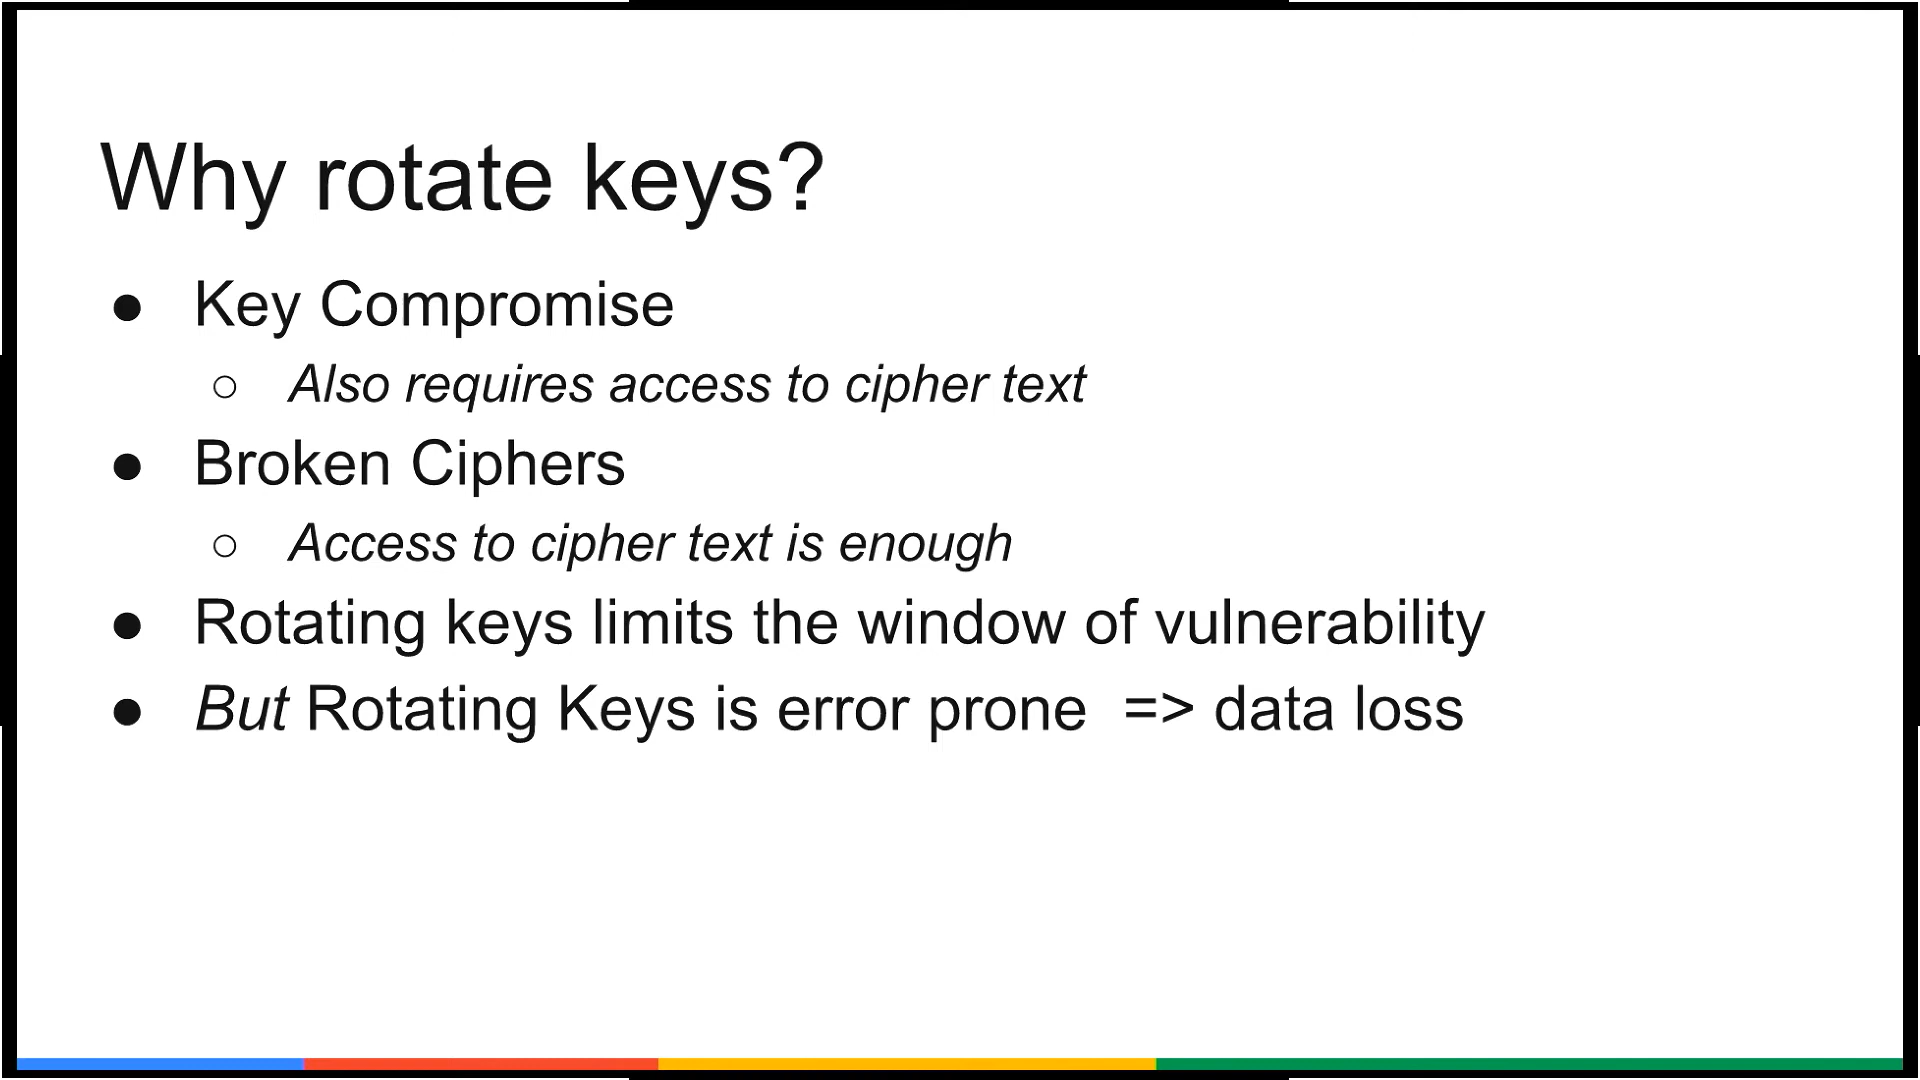 Why rotate keys?
● Key Compromise
○ Also requires access to cipher text
● Broken Ciphers
○ Access to cipher text is enough
● Rotating keys limits the window of vulnerability
● But Rotating Keys is error prone  => data loss